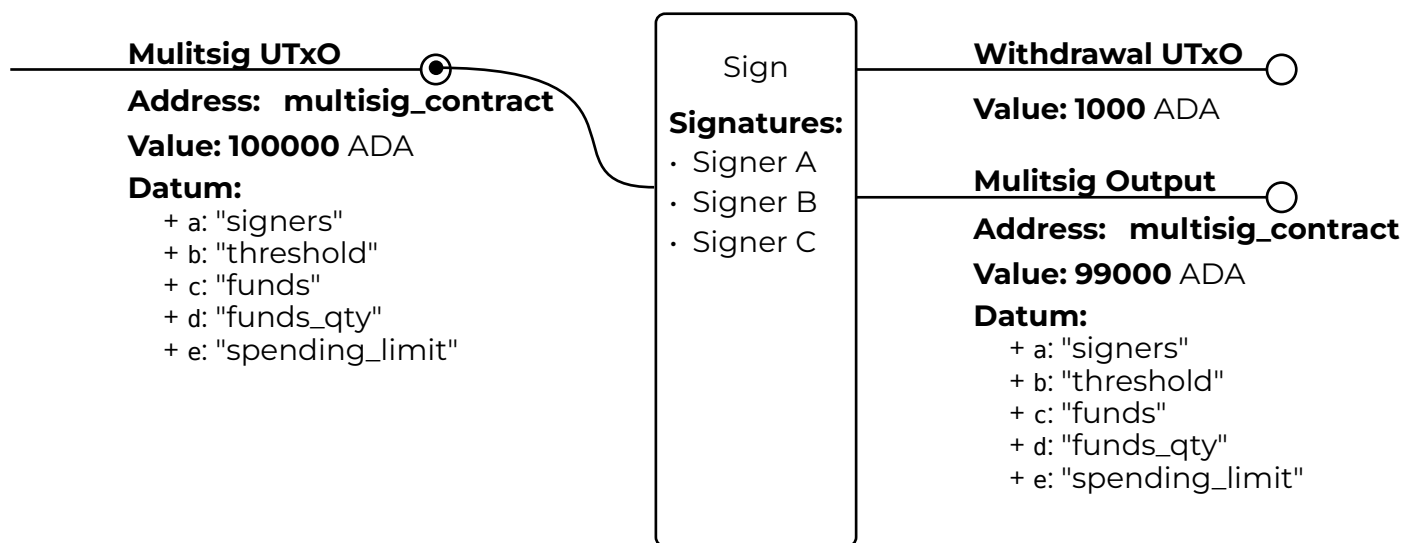 Mulitsig UTxO
Address: multisig_contract
Value: 100000 ADA
Datum:
+ a: "signers"
+ b: "threshold"
+ c: "funds"
+ d: "funds_qty"
+ e: "spending_limit"
Sign
Signatures:
· Signer A
· Signer B
· Signer C
Withdrawal UTxO
Value: 1000 ADA
Mulitsig Output
Address: multisig_contract
Value: 99000 ADA
Datum:
+ a: "signers"
+ b: "threshold"
+ c: "funds"
+ d: "funds_qty"
+ e: "spending_limit"